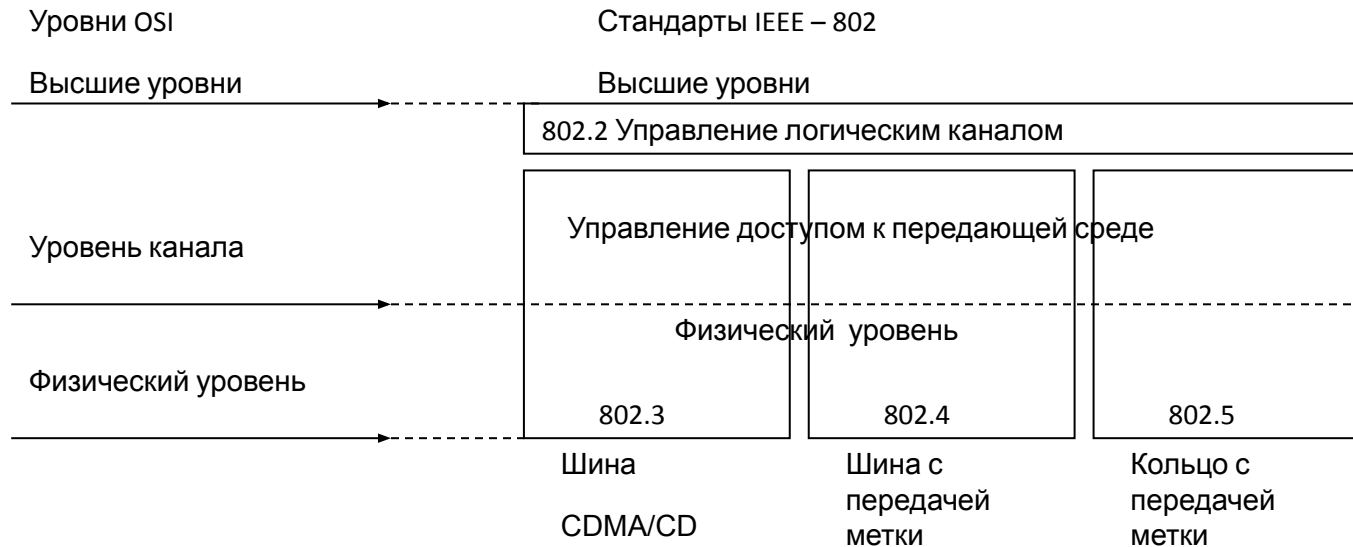 Уровни OSI
Стандарты IEEE – 802
Высшие уровни
Высшие уровни
802.2 Управление логическим каналом
Управление доступом к передающей среде
Уровень канала
Физический уровень
Физический уровень
802.3
802.4
802.5
Шина
CDMA/CD
Шина с
передачей
метки
Кольцо с
передачей
метки